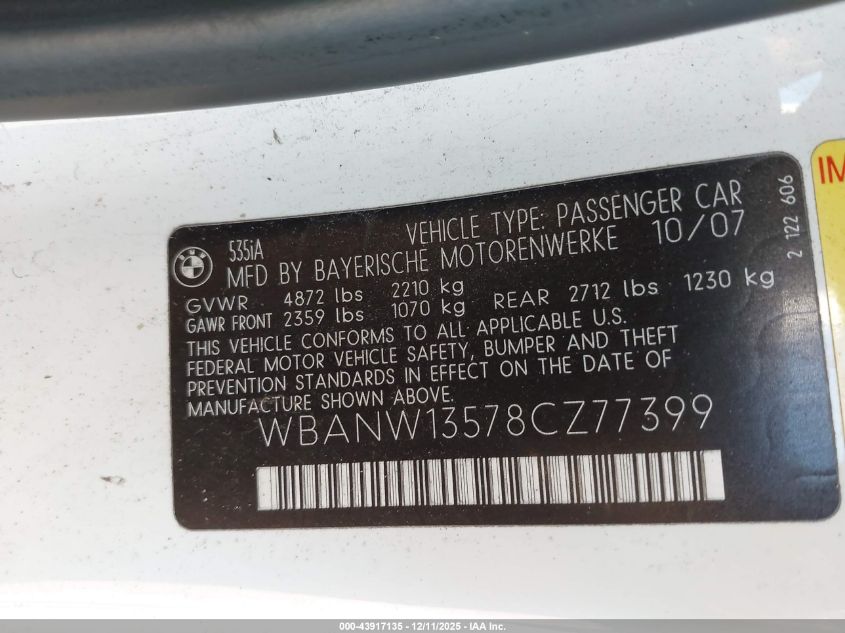 535iA
VEHICLE TYPE: PASSENGER CAR
MFD BY BAYERISCHE MOTORENWERKE 10/07
GVWR 4872 lbs 2210 kg
GAWR FRONT 2359 lbs 1070 kg REAR 2712 lbs 1230 kg
THIS VEHICLE CONFORMS TO ALL APPLICABLE U.S.
FEDERAL MOTOR VEHICLE SAFETY, BUMPER AND THEFT
PREVENTION STANDARDS IN EFFECT ON THE DATE OF
MANUFACTURE SHOWN ABOVE.
WBANW13578CZ77399
2 122 606
IM
000-43917135 - 12/11/2025 - IAA Inc.